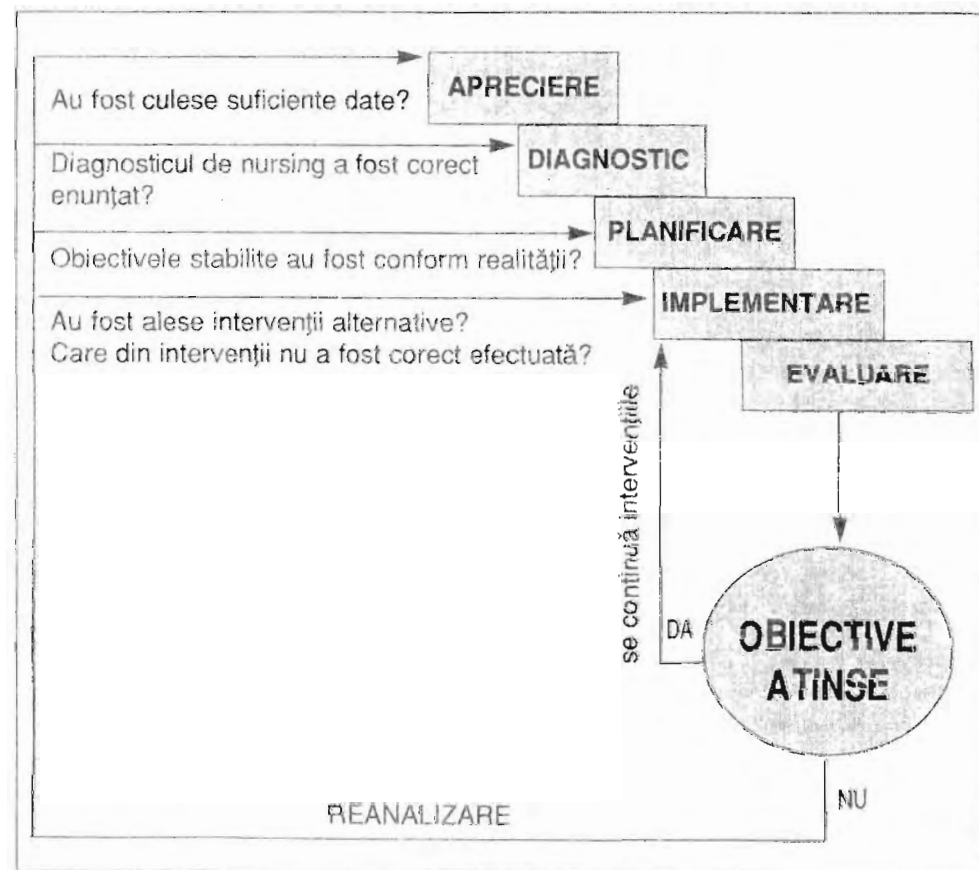 APRECIERE
Au fost culese suficiente date?
DIAGNOSTIC
Diagnosticul de nursing a fost corect
enunțat?
PLANIFICARE
Obiectivele stabilite au fost conform realității?
IMPLEMENTARE
Au fost alese intervenții alternative?
Care din intervenții nu a fost corect efectuată?
EVALUARE
se continuă intervențiile
DA
OBIECTIVE
ATINSE
NU
REANALIZARE